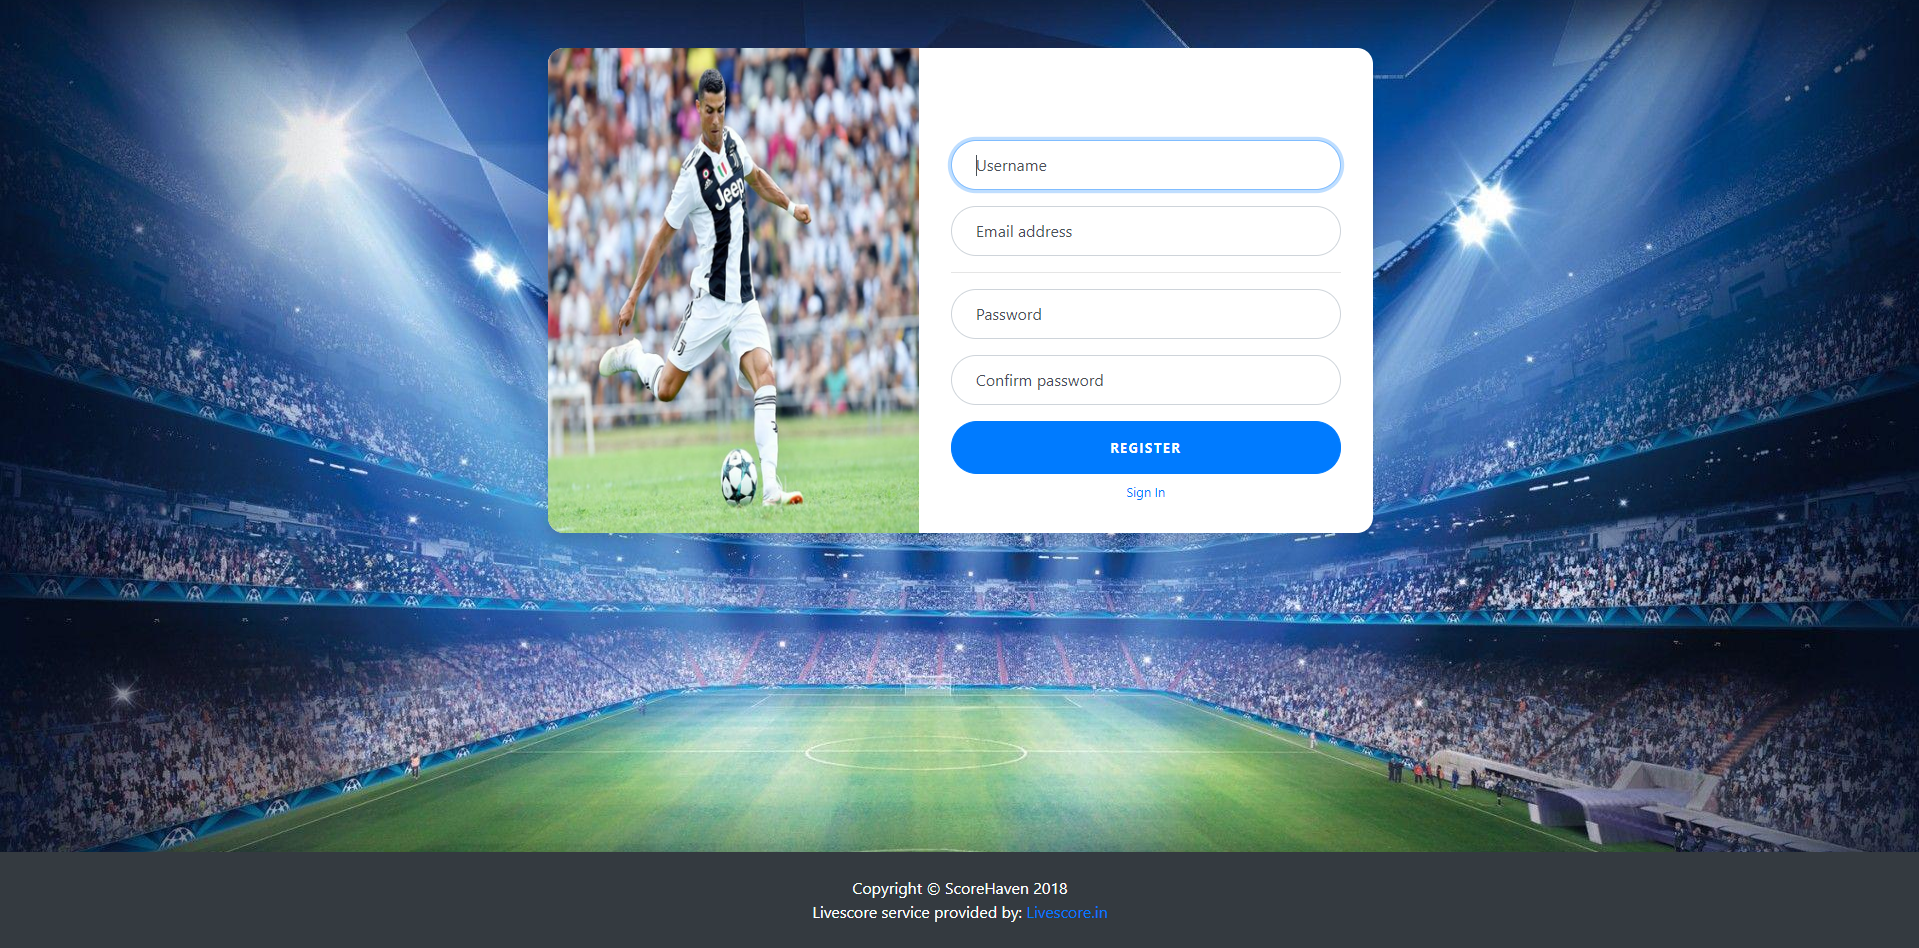 Jeep
Username
Email address
Password
Confirm password
REGISTER
Sign In
Copyright © ScoreHaven 2018
Livescore service provided by: Livescore.in